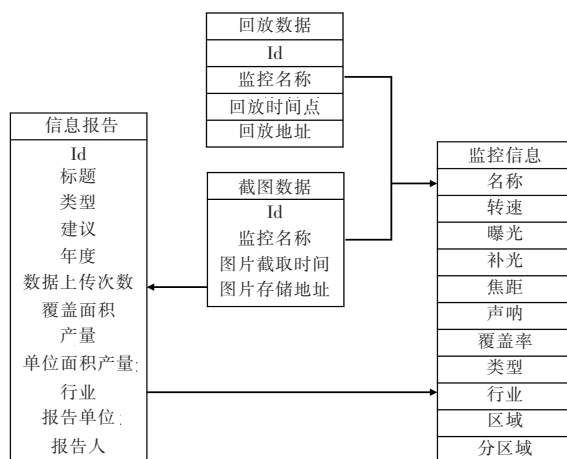 回放数据
Id
监控名称
回放时间点
回放地址
信息报告
Id
标题
类型
建议
年度
数据上传次数
覆盖面积
产量
单位面积产量:
行业
报告单位:
报告人
截图数据
Id
监控名称
图片截取时间
图片存储地址
监控信息
名称
转速
曝光
补光
焦距
声呐
覆盖率
类型
行业
区域
分区域